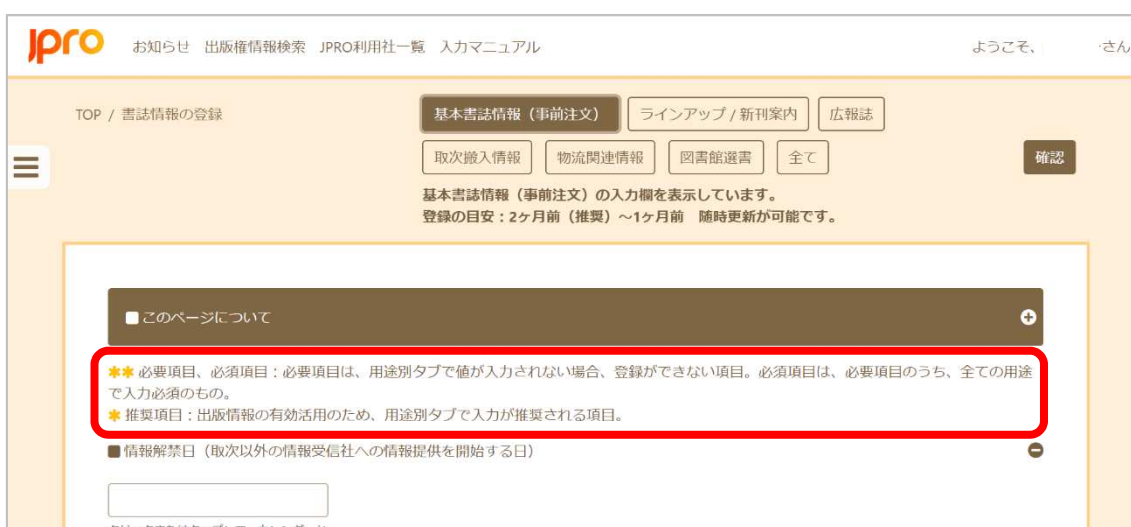 jpro お知らせ 出版権情報検索 JPRO利用社一覧 入力マニュアル ようこそ、 さん
TOP / 書誌情報の登録
基本書誌情報（事前注文） ラインアップ / 新刊案内 広報誌
取次搬入情報 物流関連情報 図書館選書 全て 確認
基本書誌情報（事前注文）の入力欄を表示しています。
登録の目安：2ヶ月前（推奨）～1ヶ月前 随時更新が可能です。
■このページについて
✱✱ 必要項目、必須項目：必要項目は、用途別タブで値が入力されない場合、登録ができない項目。必須項目は、必要項目のうち、全ての用途
で入力必須のもの。
✱ 推奨項目：出版情報の有効活用のため、用途別タブで入力が推奨される項目。
■情報解禁日（取次以外の情報受信社への情報提供を開始する日）